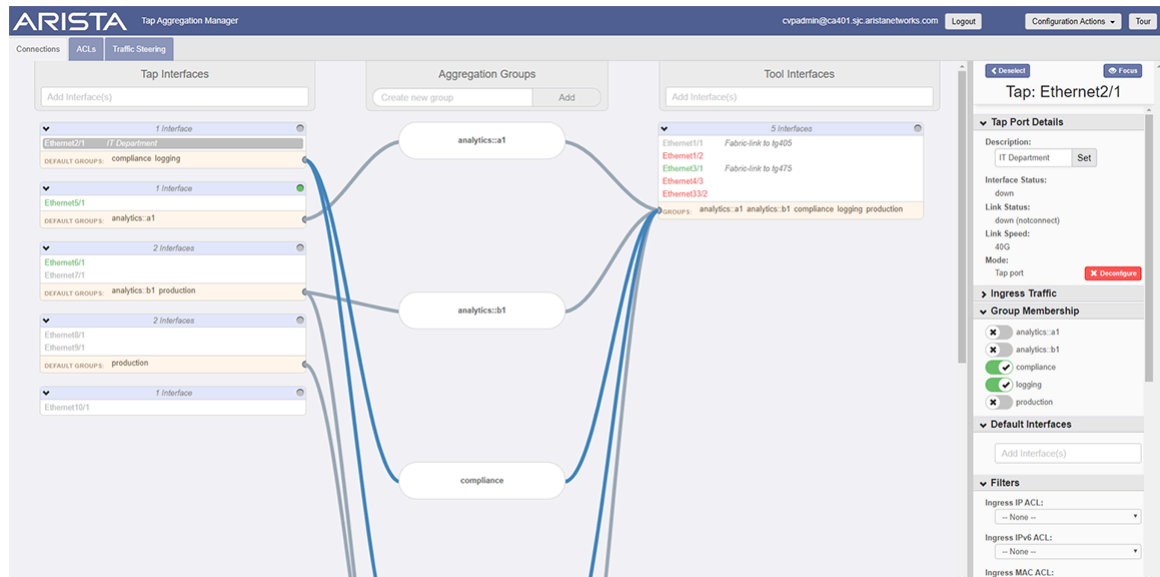 ARISTA Tap Aggregation Manager cvpadmin@ca401.sjc.aristanetworks.com Logout Configuration Actions Tour
Connections ACLs Traffic Steering
Tap Interfaces
Add Interface(s)
1 Interface
Ethernet2/1 IT Department
DEFAULT GROUPS: compliance logging
1 Interface
Ethernet5/1
DEFAULT GROUPS: analytics::a1
2 Interfaces
Ethernet6/1
Ethernet7/1
DEFAULT GROUPS: analytics::b1 production
2 Interfaces
Ethernet8/1
Ethernet9/1
DEFAULT GROUPS: production
1 Interface
Ethernet10/1
Aggregation Groups
Create new group Add
analytics::a1
analytics::b1
compliance
Tool Interfaces
Add Interface(s)
5 Interfaces
Ethernet1/1 Fabric-link to tg405
Ethernet1/2
Ethernet3/1 Fabric-link to tg475
Ethernet4/3
Ethernet33/2
GROUPS: analytics::a1 analytics::b1 compliance logging production
Deselect Focus
Tap: Ethernet2/1
Tap Port Details
Description:
IT Department Set
Interface Status:
down
Link Status:
down (notconnect)
Link Speed:
40G
Mode:
Tap port Deconfigure
Ingress Traffic
Group Membership
analytics::a1
analytics::b1
compliance
logging
production
Default Interfaces
Add Interface(s)
Filters
Ingress IP ACL:
-- None --
Ingress IPv6 ACL:
-- None --
Ingress MAC ACL: